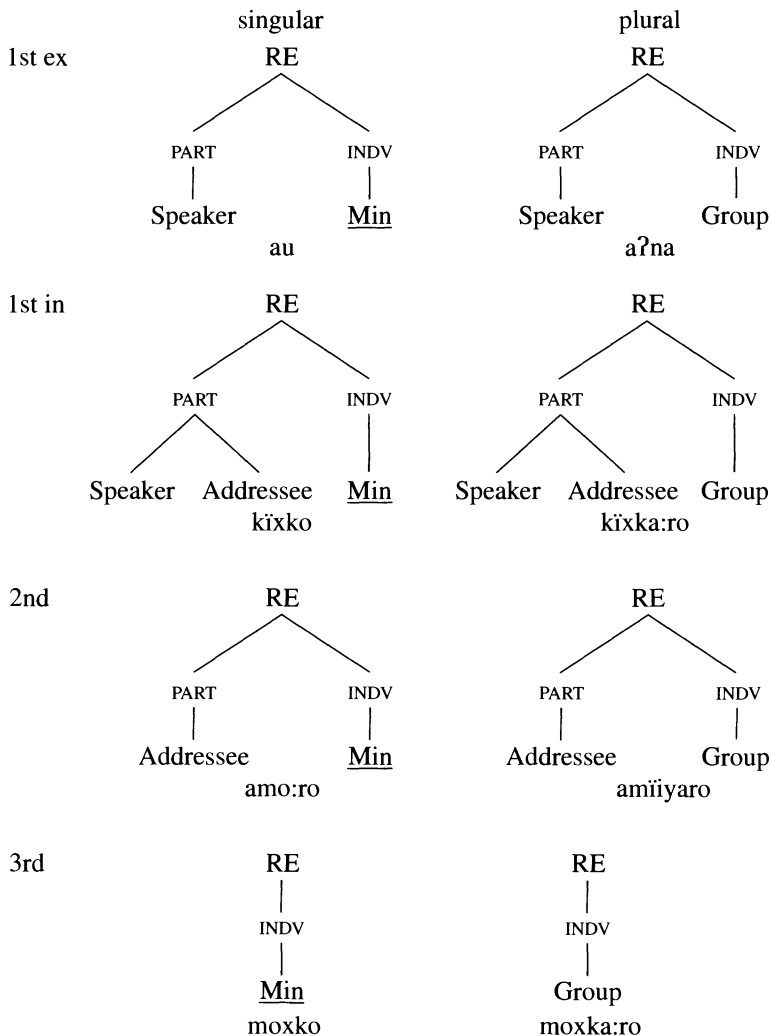 singular plural
1st ex RE RE
PART INDV PART INDV
Speaker Min Speaker Group
au aʔna
1st in RE RE
PART INDV PART INDV
Speaker Addressee Min Speaker Addressee Group
kïxko kïxka:ro
2nd RE RE
PART INDV PART INDV
Addressee Min Addressee Group
amo:ro amïiyaro
3rd RE RE
INDV INDV
Min Group
moxko moxka:ro